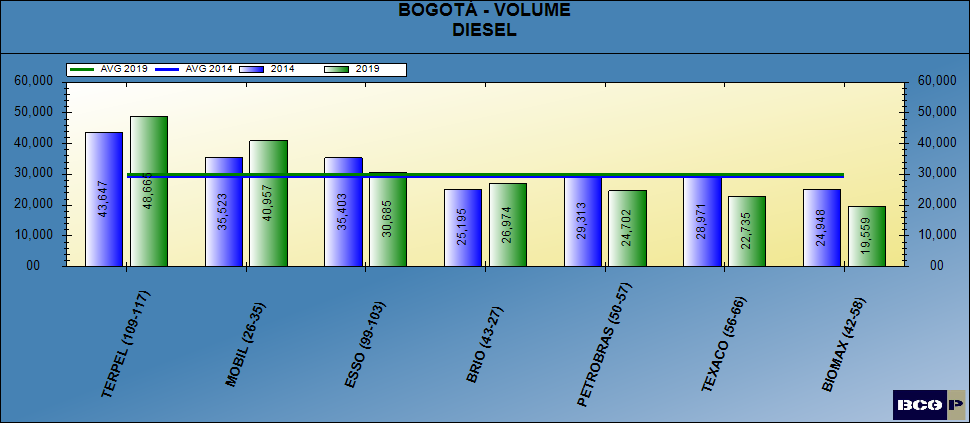 BOGOTÁ - VOLUME
DIESEL
AVG 2019 AVG 2014 2014 2019
60,000 60,000
50,000 50,000
40,000 40,000
30,000 30,000
20,000 20,000
10,000 10,000
00 00
43,647 48,665 35,523 40,957 35,403 30,685 25,195 26,974 29,313 24,702 28,971 22,735 24,948 19,559
TERPEL (109-117) MOBIL (26-35) ESSO (99-103) BRIO (43-27) PETROBRAS (50-57) TEXACO (56-66) BIOMAX (42-58)
BCG P